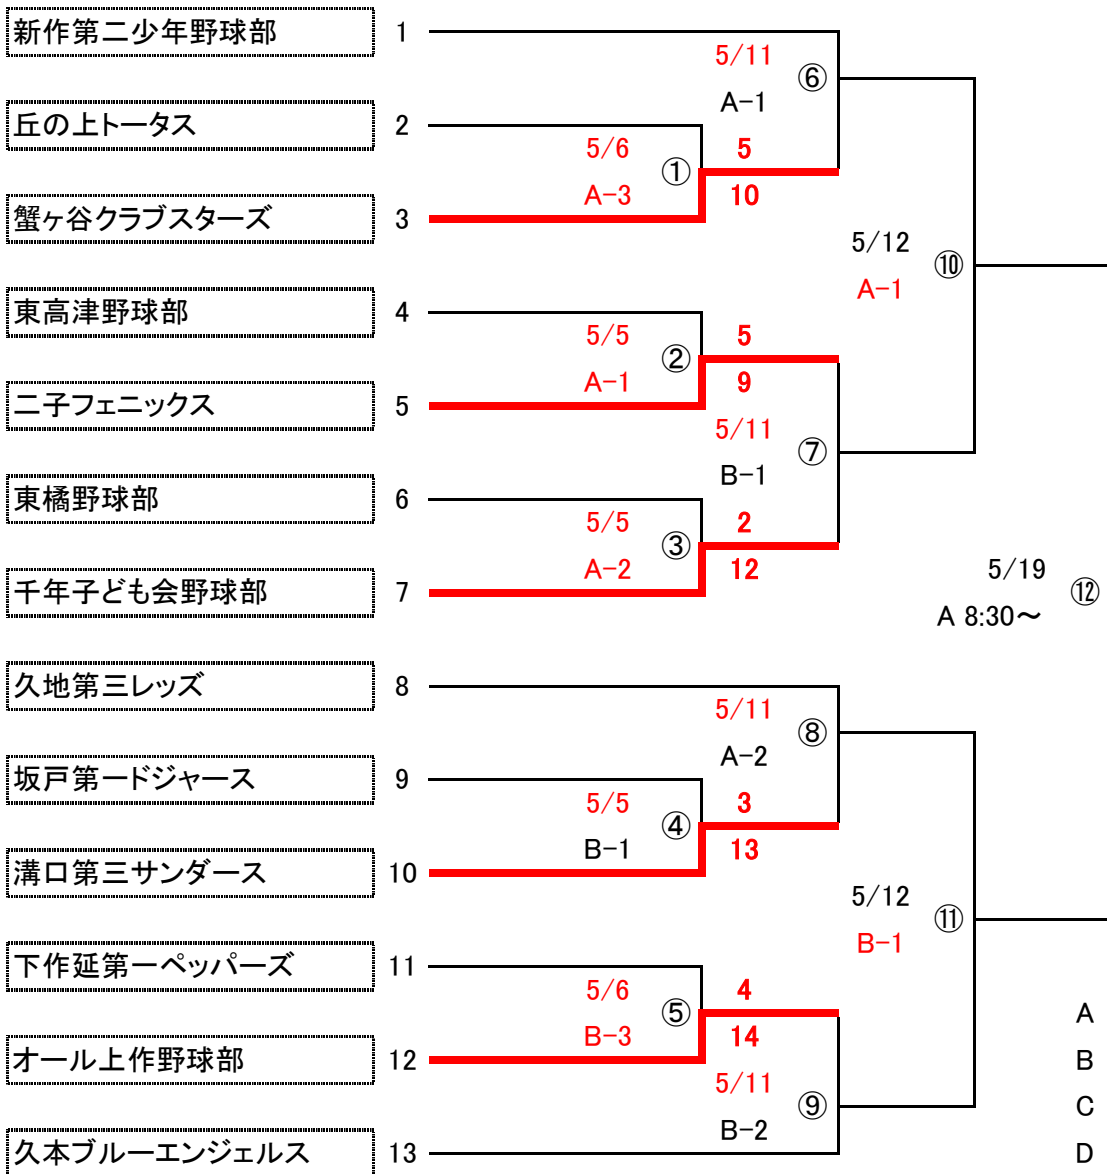 新作第二少年野球部 1
5/11
⑥
A-1
丘の上トータス 2
5/6 5
①
A-3 10
蟹ヶ谷クラブスターズ 3
5/12
⑩
A-1
東高津野球部 4
5/5 5
②
A-1 9
二子フェニックス 5
5/11
⑦
B-1
東橘野球部 6
5/5 2
③
A-2 12
千年子ども会野球部 7
5/19
⑫
A 8:30～
久地第三レッズ 8
5/11
⑧
A-2
坂戸第一ドジャース 9
5/5 3
④
B-1 13
溝口第三サンダース 10
5/12
⑪
B-1
下作延第一ペッパーズ 11
5/6 4
⑤
B-3 14
オール上作野球部 12
5/11
⑨
B-2
久本ブルーエンジェルス 13
A
B
C
D